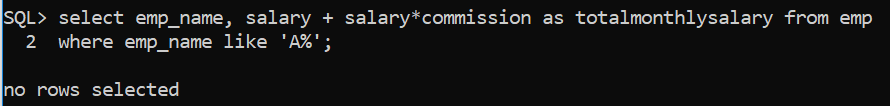 SQL> select emp_name, salary + salary*commission as totalmonthlysalary from emp
2 where emp_name like 'A%';
no rows selected